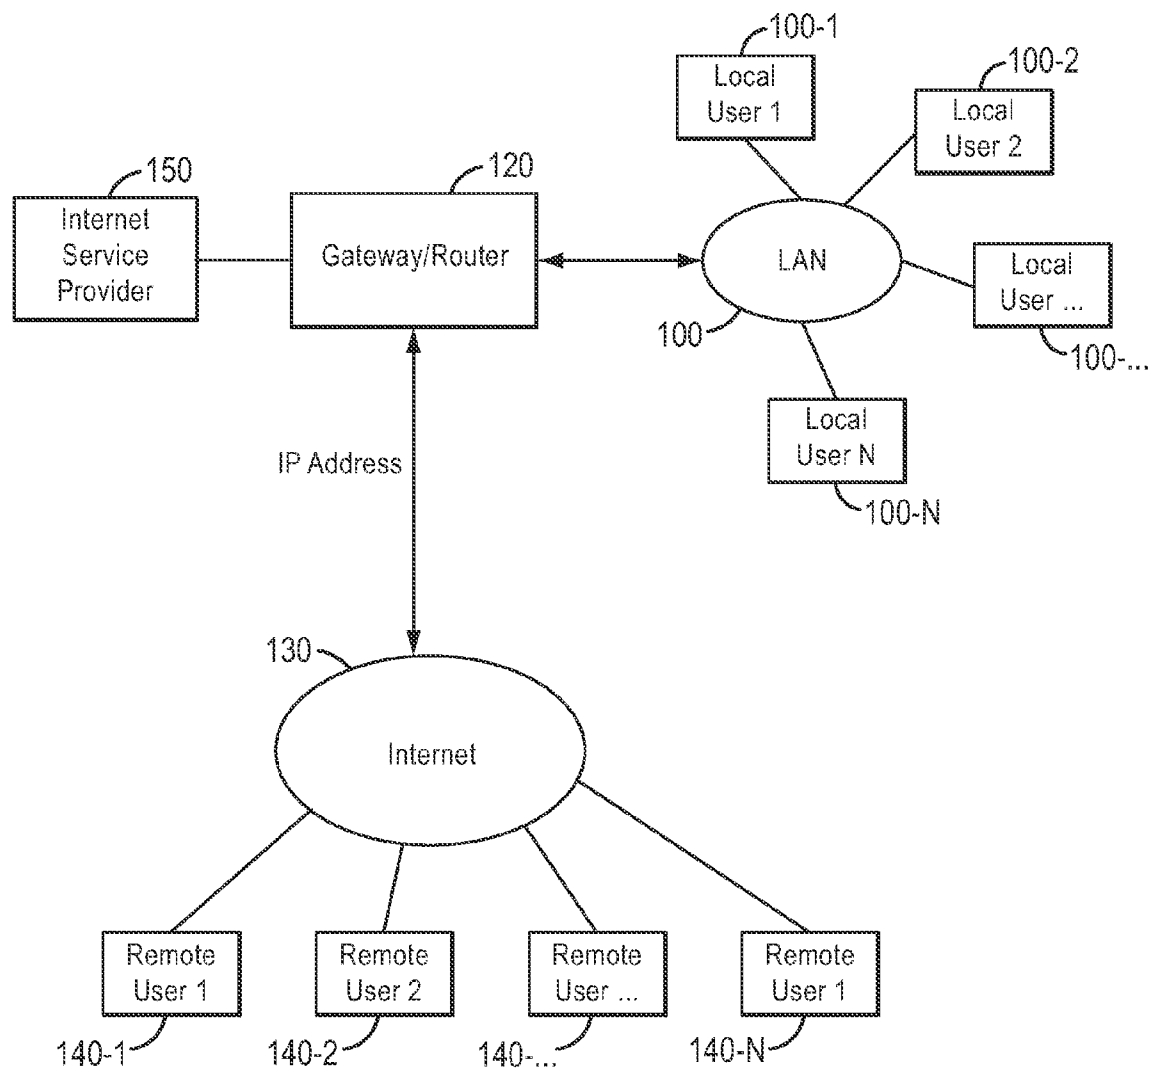 100-1
Local
User 1
100-2
Local
User 2
150
Internet
Service
Provider
120
Gateway/Router
LAN
100
Local
User ...
100-...
Local
User N
100-N
IP Address
130
Internet
Remote
User 1
140-1
Remote
User 2
140-2
Remote
User ...
140-...
Remote
User 1
140-N